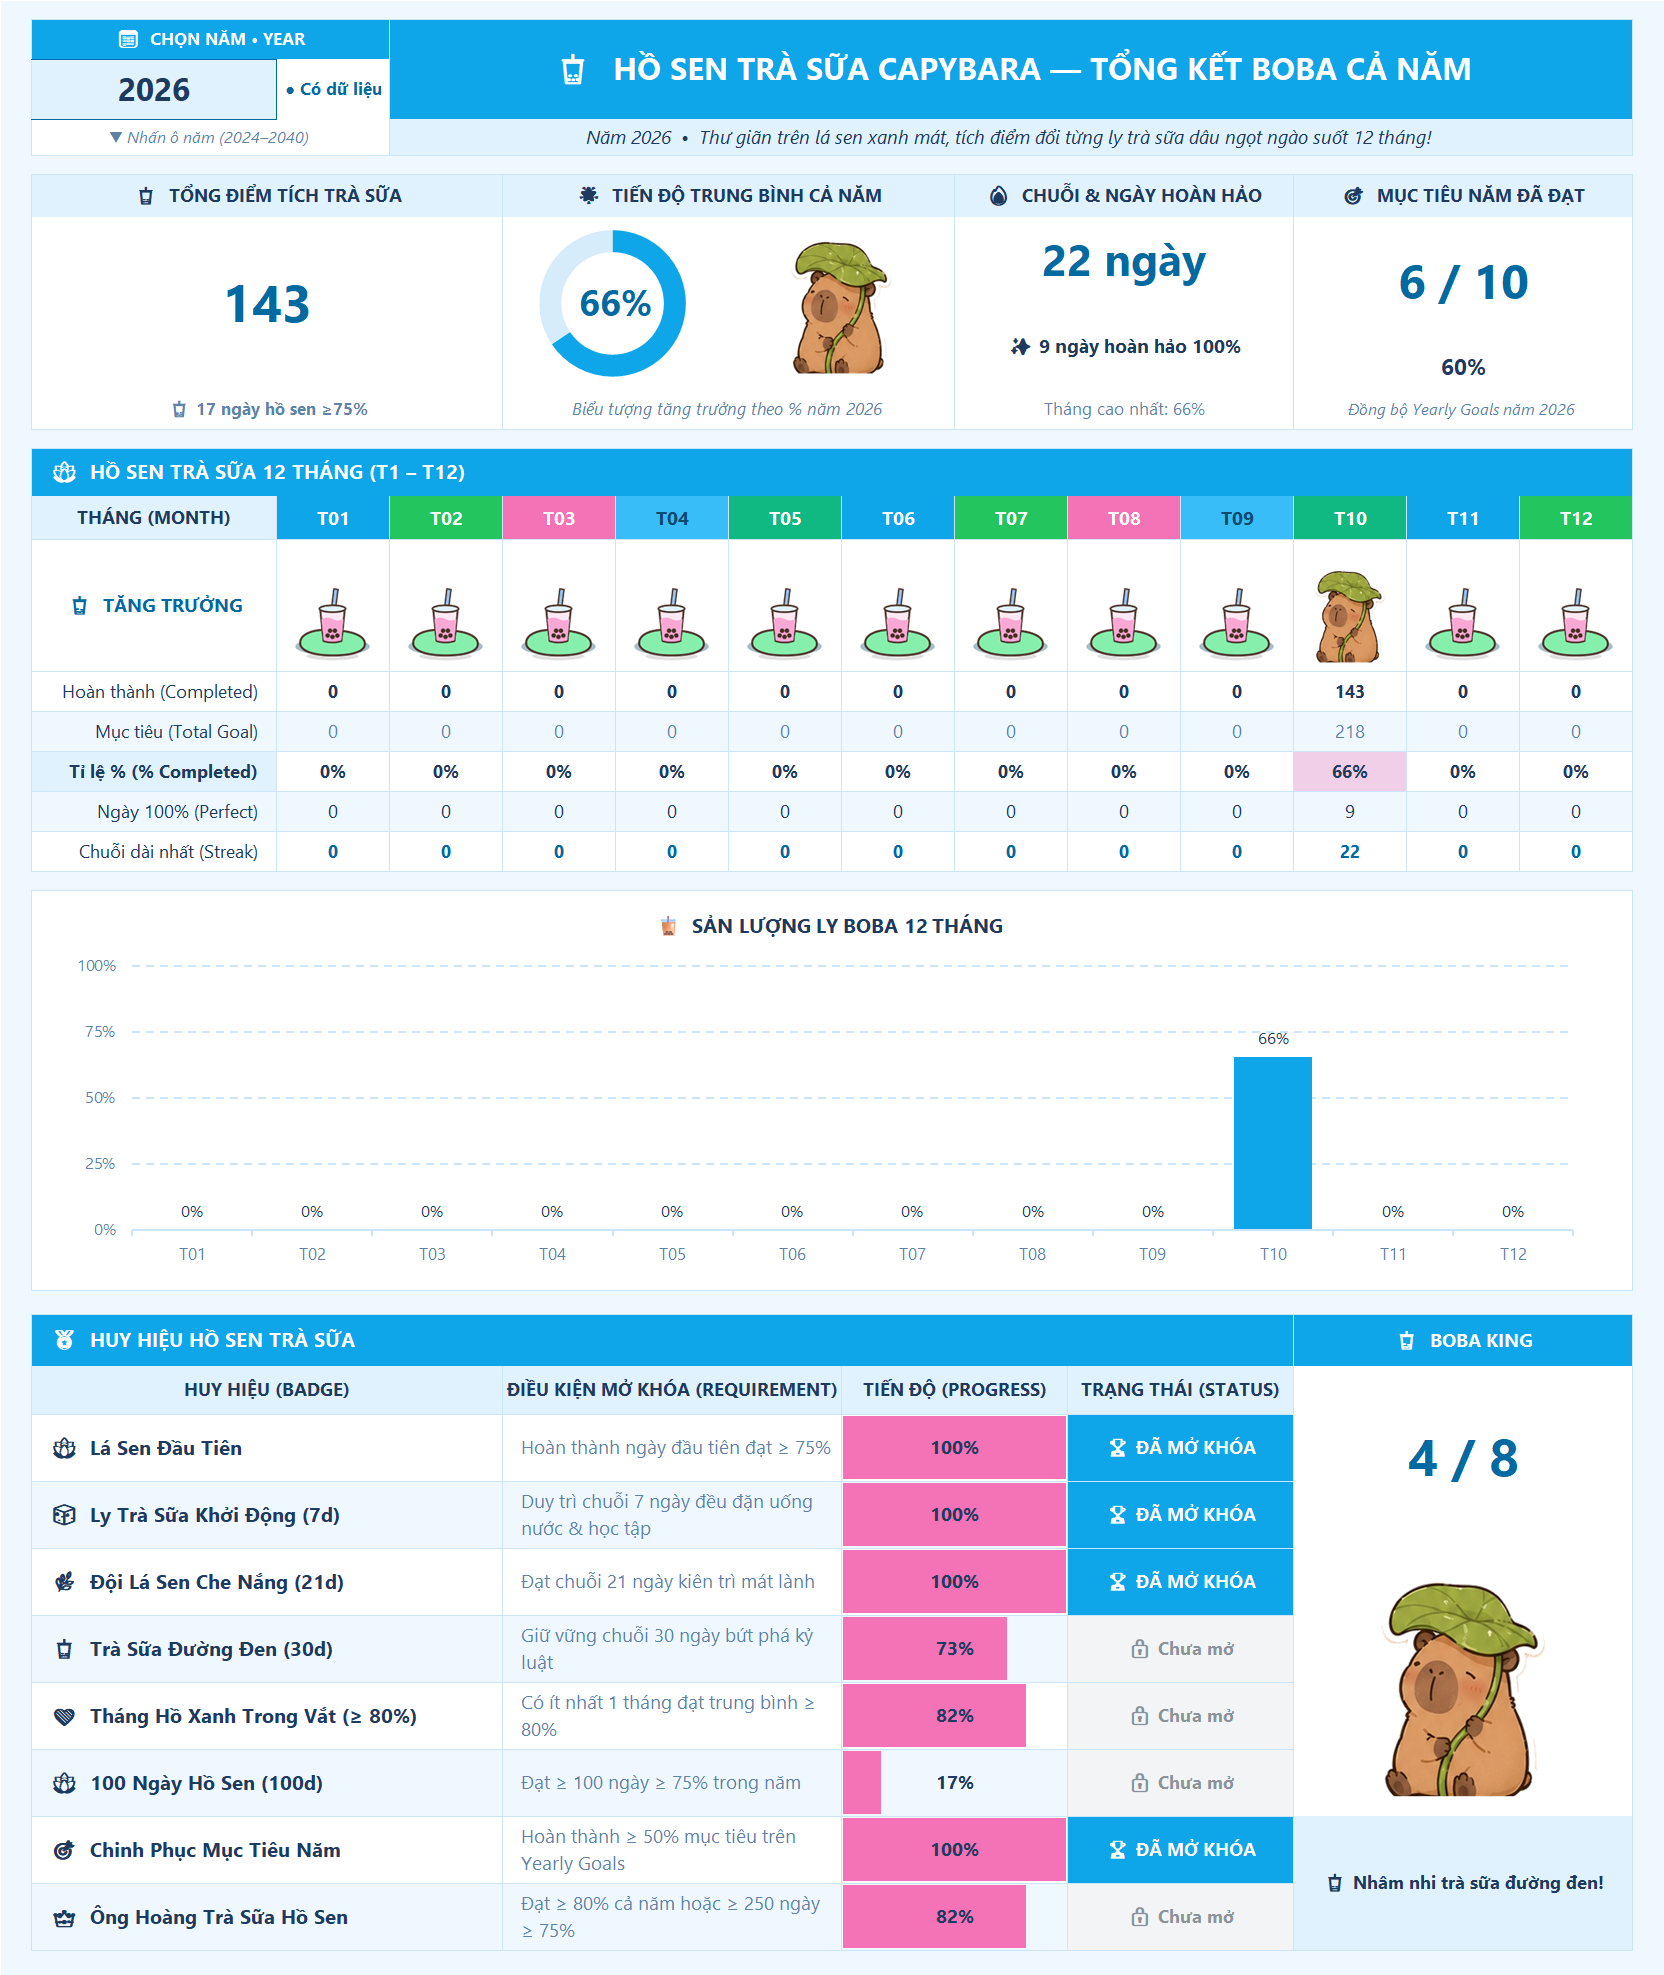 CHỌN NĂM • YEAR
2026
• Có dữ liệu
▼ Nhấn ô năm (2024–2040)
HỒ SEN TRÀ SỮA CAPYBARA — TỔNG KẾT BOBA CẢ NĂM
Năm 2026 • Thư giãn trên lá sen xanh mát, tích điểm đổi từng ly trà sữa dâu ngọt ngào suốt 12 tháng!
TỔNG ĐIỂM TÍCH TRÀ SỮA
143
17 ngày hồ sen ≥75%
TIẾN ĐỘ TRUNG BÌNH CẢ NĂM
66%
Biểu tượng tăng trưởng theo % năm 2026
CHUỖI & NGÀY HOÀN HẢO
22 ngày
9 ngày hoàn hảo 100%
Tháng cao nhất: 66%
MỤC TIÊU NĂM ĐÃ ĐẠT
6 / 10
60%
Đồng bộ Yearly Goals năm 2026
HỒ SEN TRÀ SỮA 12 THÁNG (T1 – T12)
THÁNG (MONTH) T01 T02 T03 T04 T05 T06 T07 T08 T09 T10 T11 T12
TĂNG TRƯỞNG
Hoàn thành (Completed) 0 0 0 0 0 0 0 0 0 143 0 0
Mục tiêu (Total Goal) 0 0 0 0 0 0 0 0 0 218 0 0
Tỉ lệ % (% Completed) 0% 0% 0% 0% 0% 0% 0% 0% 0% 66% 0% 0%
Ngày 100% (Perfect) 0 0 0 0 0 0 0 0 0 9 0 0
Chuỗi dài nhất (Streak) 0 0 0 0 0 0 0 0 0 22 0 0
SẢN LƯỢNG LY BOBA 12 THÁNG
100%
75%
66%
50%
25%
0% 0% 0% 0% 0% 0% 0% 0% 0% 0% 0%
0%
T01 T02 T03 T04 T05 T06 T07 T08 T09 T10 T11 T12
HUY HIỆU HỒ SEN TRÀ SỮA
HUY HIỆU (BADGE) ĐIỀU KIỆN MỞ KHÓA (REQUIREMENT) TIẾN ĐỘ (PROGRESS) TRẠNG THÁI (STATUS)
Lá Sen Đầu Tiên
Hoàn thành ngày đầu tiên đạt ≥ 75%
100%
ĐÃ MỞ KHÓA
Ly Trà Sữa Khởi Động (7d)
Duy trì chuỗi 7 ngày đều đặn uống
nước & học tập
100%
ĐÃ MỞ KHÓA
Đội Lá Sen Che Nắng (21d)
Đạt chuỗi 21 ngày kiên trì mát lành
100%
ĐÃ MỞ KHÓA
Trà Sữa Đường Đen (30d)
Giữ vững chuỗi 30 ngày bứt phá kỷ
luật
73%
Chưa mở
Tháng Hồ Xanh Trong Vắt (≥ 80%)
Có ít nhất 1 tháng đạt trung bình ≥
80%
82%
Chưa mở
100 Ngày Hồ Sen (100d)
Đạt ≥ 100 ngày ≥ 75% trong năm
17%
Chưa mở
Chinh Phục Mục Tiêu Năm
Hoàn thành ≥ 50% mục tiêu trên
Yearly Goals
100%
ĐÃ MỞ KHÓA
Ông Hoàng Trà Sữa Hồ Sen
Đạt ≥ 80% cả năm hoặc ≥ 250 ngày
≥ 75%
82%
Chưa mở
BOBA KING
4 / 8
Nhâm nhi trà sữa đường đen!